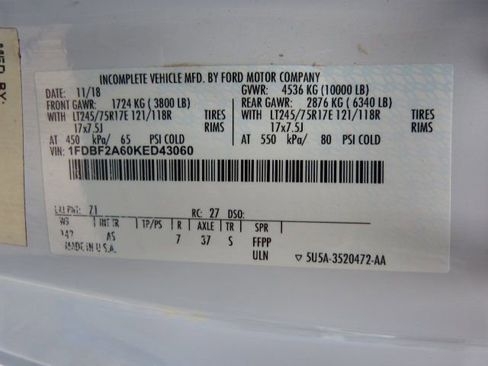 MFD. BY:
INCOMPLETE VEHICLE MFD. BY FORD MOTOR COMPANY
DATE: 11/18 GVWR: 4536 KG (10000 LB)
FRONT GAWR: 1724 KG (3800 LB) REAR GAWR: 2876 KG (6340 LB)
WITH LT245/75R17E 121/118R TIRES WITH LT245/75R17E 121/118R TIRES
17x7.5J RIMS 17x7.5J RIMS
AT 450 kPa/ 65 PSI COLD AT 550 kPa/ 80 PSI COLD
VIN: 1FDBF2A60KED43060
EXT PNT: Z1 RC: 27 DSO:
WB INT TR TP/PS R AXLE TR SPR
142 AS 7 37 S FFPP
MADE IN U.S.A. ULN ▽ 5U5A-3520472-AA